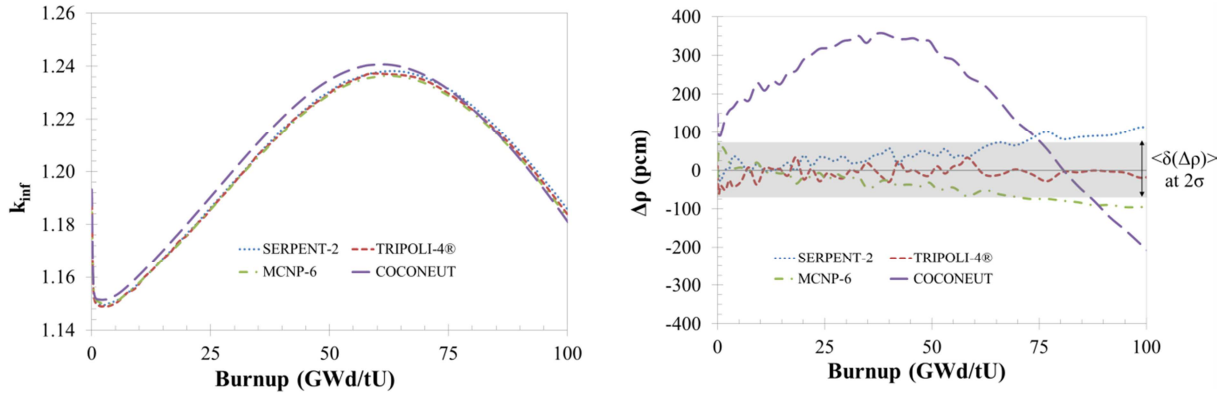 1.26
1.24
1.22
1.20
1.18
1.16
1.14
k_inf
SERPENT-2
TRIPOLI-4®
MCNP-6
COCONEUT
0
25
50
75
100
Burnup (GWd/tU)
400
300
200
100
0
-100
-200
-300
-400
Δρ (pcm)
<δ(Δρ)>
at 2σ
SERPENT-2
TRIPOLI-4®
MCNP-6
COCONEUT
0
25
50
75
100
Burnup (GWd/tU)